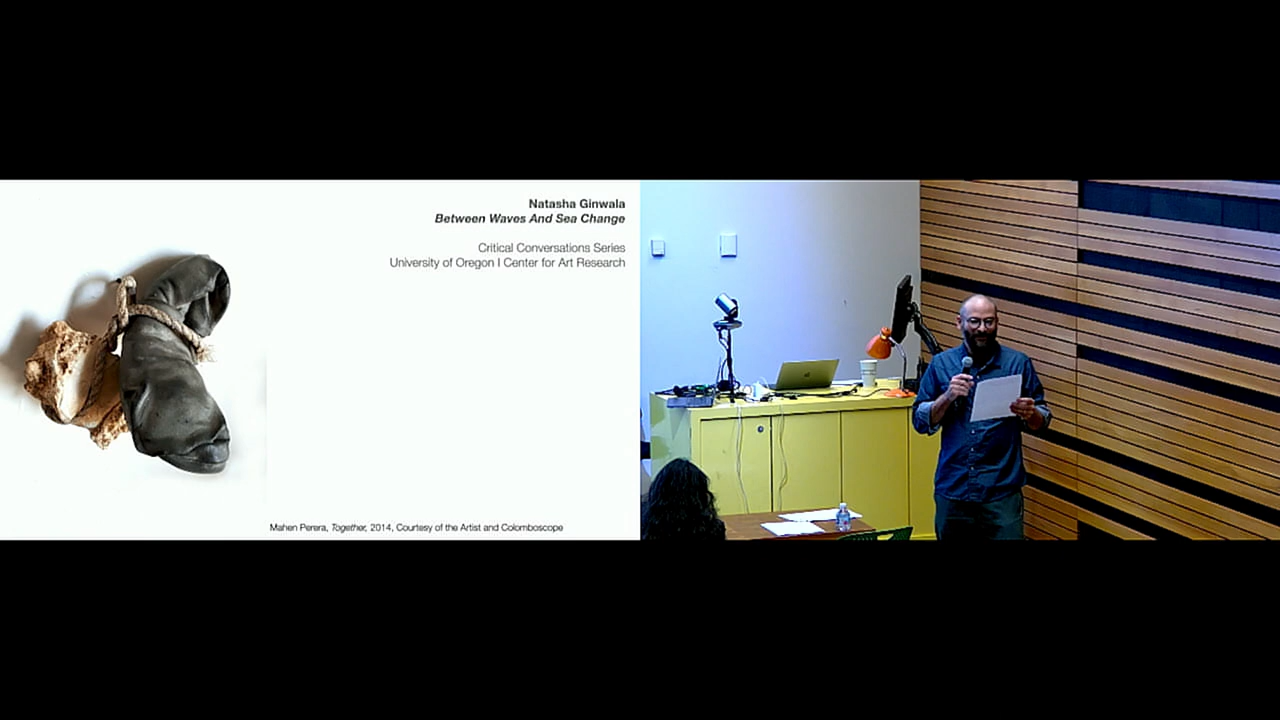 Natasha Ginwala
Between Waves And Sea Change
Critical Conversations Series
University of Oregon I Center for Art Research
Mahen Perera, Together, 2014, Courtesy of the Artist and Colomboscope